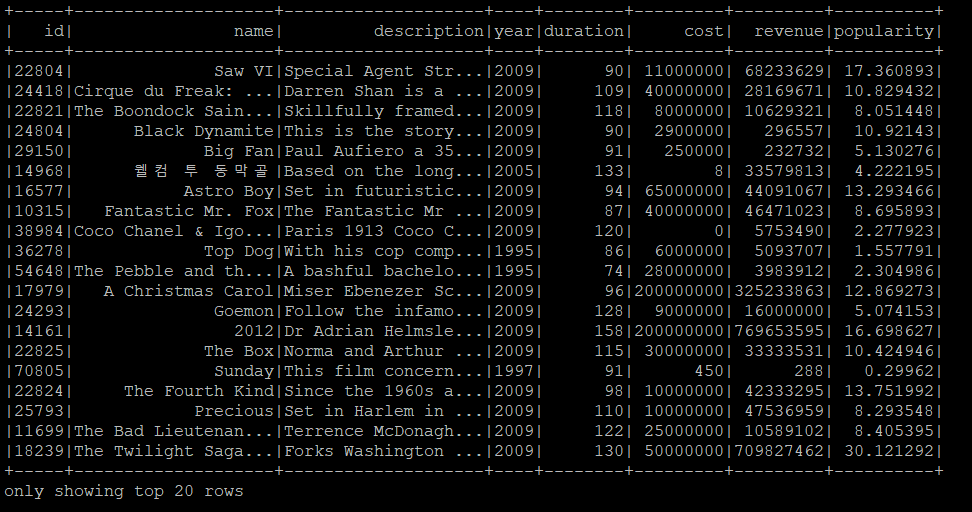 +-----+--------------------+--------------------+----+--------+---------+---------+----------+
|   id|                name|         description|year|duration|     cost|  revenue|popularity|
+-----+--------------------+--------------------+----+--------+---------+---------+----------+
|22804|              Saw VI|Special Agent Str...|2009|      90| 11000000| 68233629| 17.360893|
|24418|Cirque du Freak: ...|Darren Shan is a ...|2009|     109| 40000000| 28169671| 10.829432|
|22821|The Boondock Sain...|Skillfully framed...|2009|     118|  8000000| 10629321|  8.051448|
|24804|      Black Dynamite|This is the story...|2009|      90|  2900000|   296557|  10.92143|
|29150|             Big Fan|Paul Aufiero a 35...|2009|      91|   250000|   232732|  5.130276|
|14968|      웰컴 투 동막골|Based on the long...|2005|     133|        8| 33579813|  4.222195|
|16577|           Astro Boy|Set in futuristic...|2009|      94| 65000000| 44091067| 13.293466|
|10315|   Fantastic Mr. Fox|The Fantastic Mr ...|2009|      87| 40000000| 46471023|  8.695893|
|38984|Coco Chanel & Igo...|Paris 1913 Coco C...|2009|     120|        0|  5753490|  2.277923|
|36278|             Top Dog|With his cop comp...|1995|      86|  6000000|  5093707|  1.557791|
|54648|The Pebble and th...|A bashful bachelo...|1995|      74| 28000000|  3983912|  2.304986|
|17979|   A Christmas Carol|Miser Ebenezer Sc...|2009|      96|200000000|325233863| 12.869273|
|24293|              Goemon|Follow the infamo...|2009|     128|  9000000| 16000000|  5.074153|
|14161|                2012|Dr Adrian Helmsle...|2009|     158|200000000|769653595| 16.698627|
|22825|             The Box|Norma and Arthur ...|2009|     115| 30000000| 33333531| 10.424946|
|70805|              Sunday|This film concern...|1997|      91|      450|      288|   0.29962|
|22824|     The Fourth Kind|Since the 1960s a...|2009|      98| 10000000| 42333295| 13.751992|
|25793|            Precious|Set in Harlem in ...|2009|     110| 10000000| 47536959|  8.293548|
|11699|The Bad Lieutenan...|Terrence McDonagh...|2009|     122| 25000000| 10589102|  8.405395|
|18239|The Twilight Saga...|Forks Washington ...|2009|     130| 50000000|709827462| 30.121292|
+-----+--------------------+--------------------+----+--------+---------+---------+----------+
only showing top 20 rows